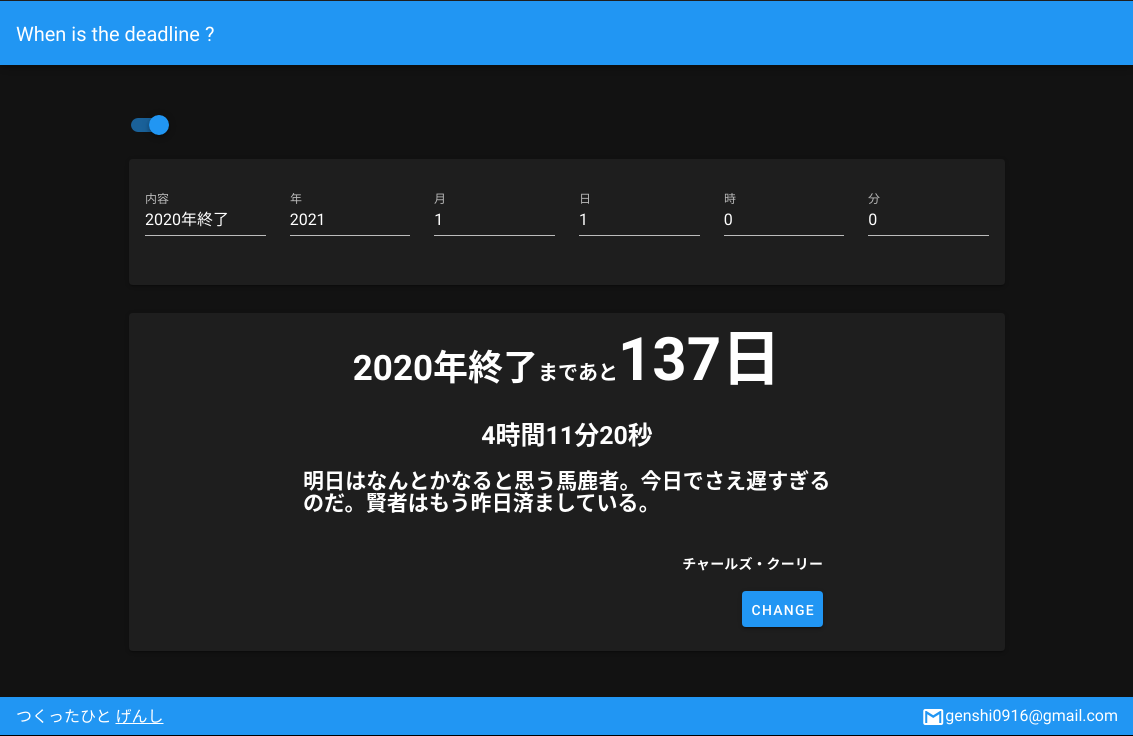 When is the deadline ?
内容 年 月 日 時 分
2020年終了 2021 1 1 0 0
2020年終了まであと137日
4時間11分20秒
明日はなんとかなると思う馬鹿者。今日でさえ遅すぎる
のだ。賢者はもう昨日済ましている。
チャールズ・クーリー
CHANGE
つくったひと げんし genshi0916@gmail.com